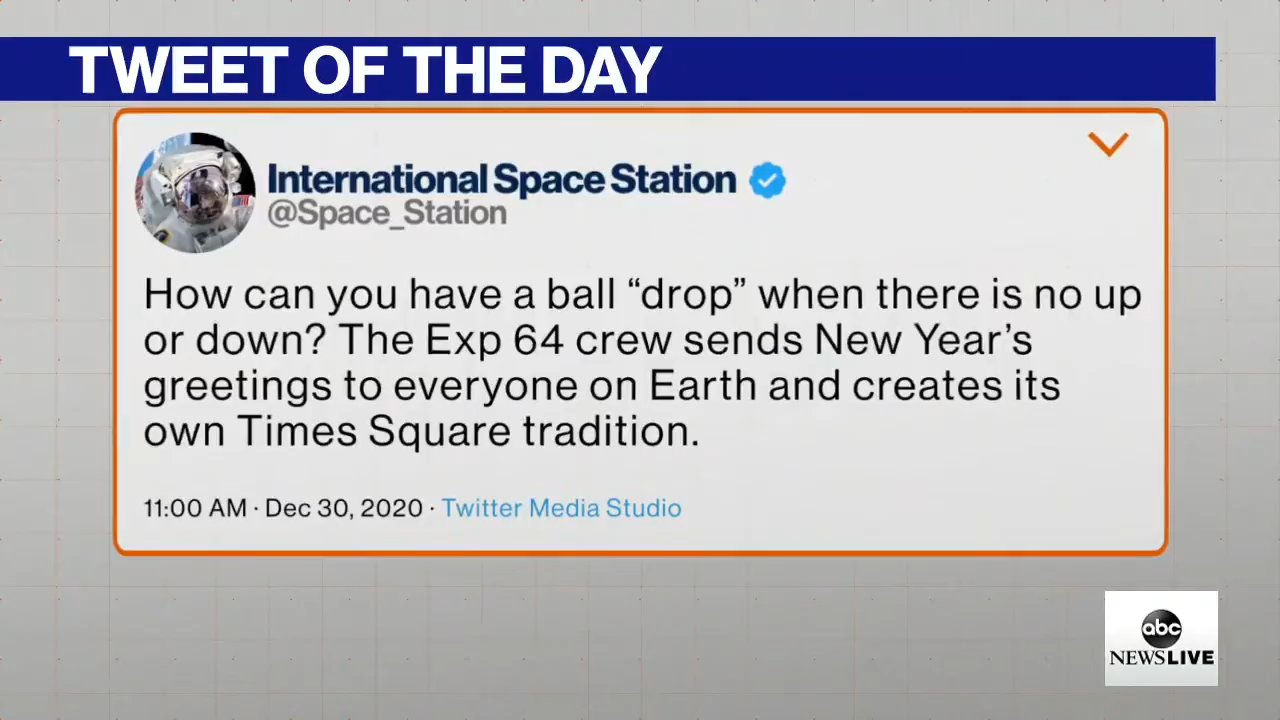 TWEET OF THE DAY
International Space Station
@Space_Station
How can you have a ball “drop” when there is no up
or down? The Exp 64 crew sends New Year’s
greetings to everyone on Earth and creates its
own Times Square tradition.
11:00 AM · Dec 30, 2020 · Twitter Media Studio
abc
NEWSLIVE